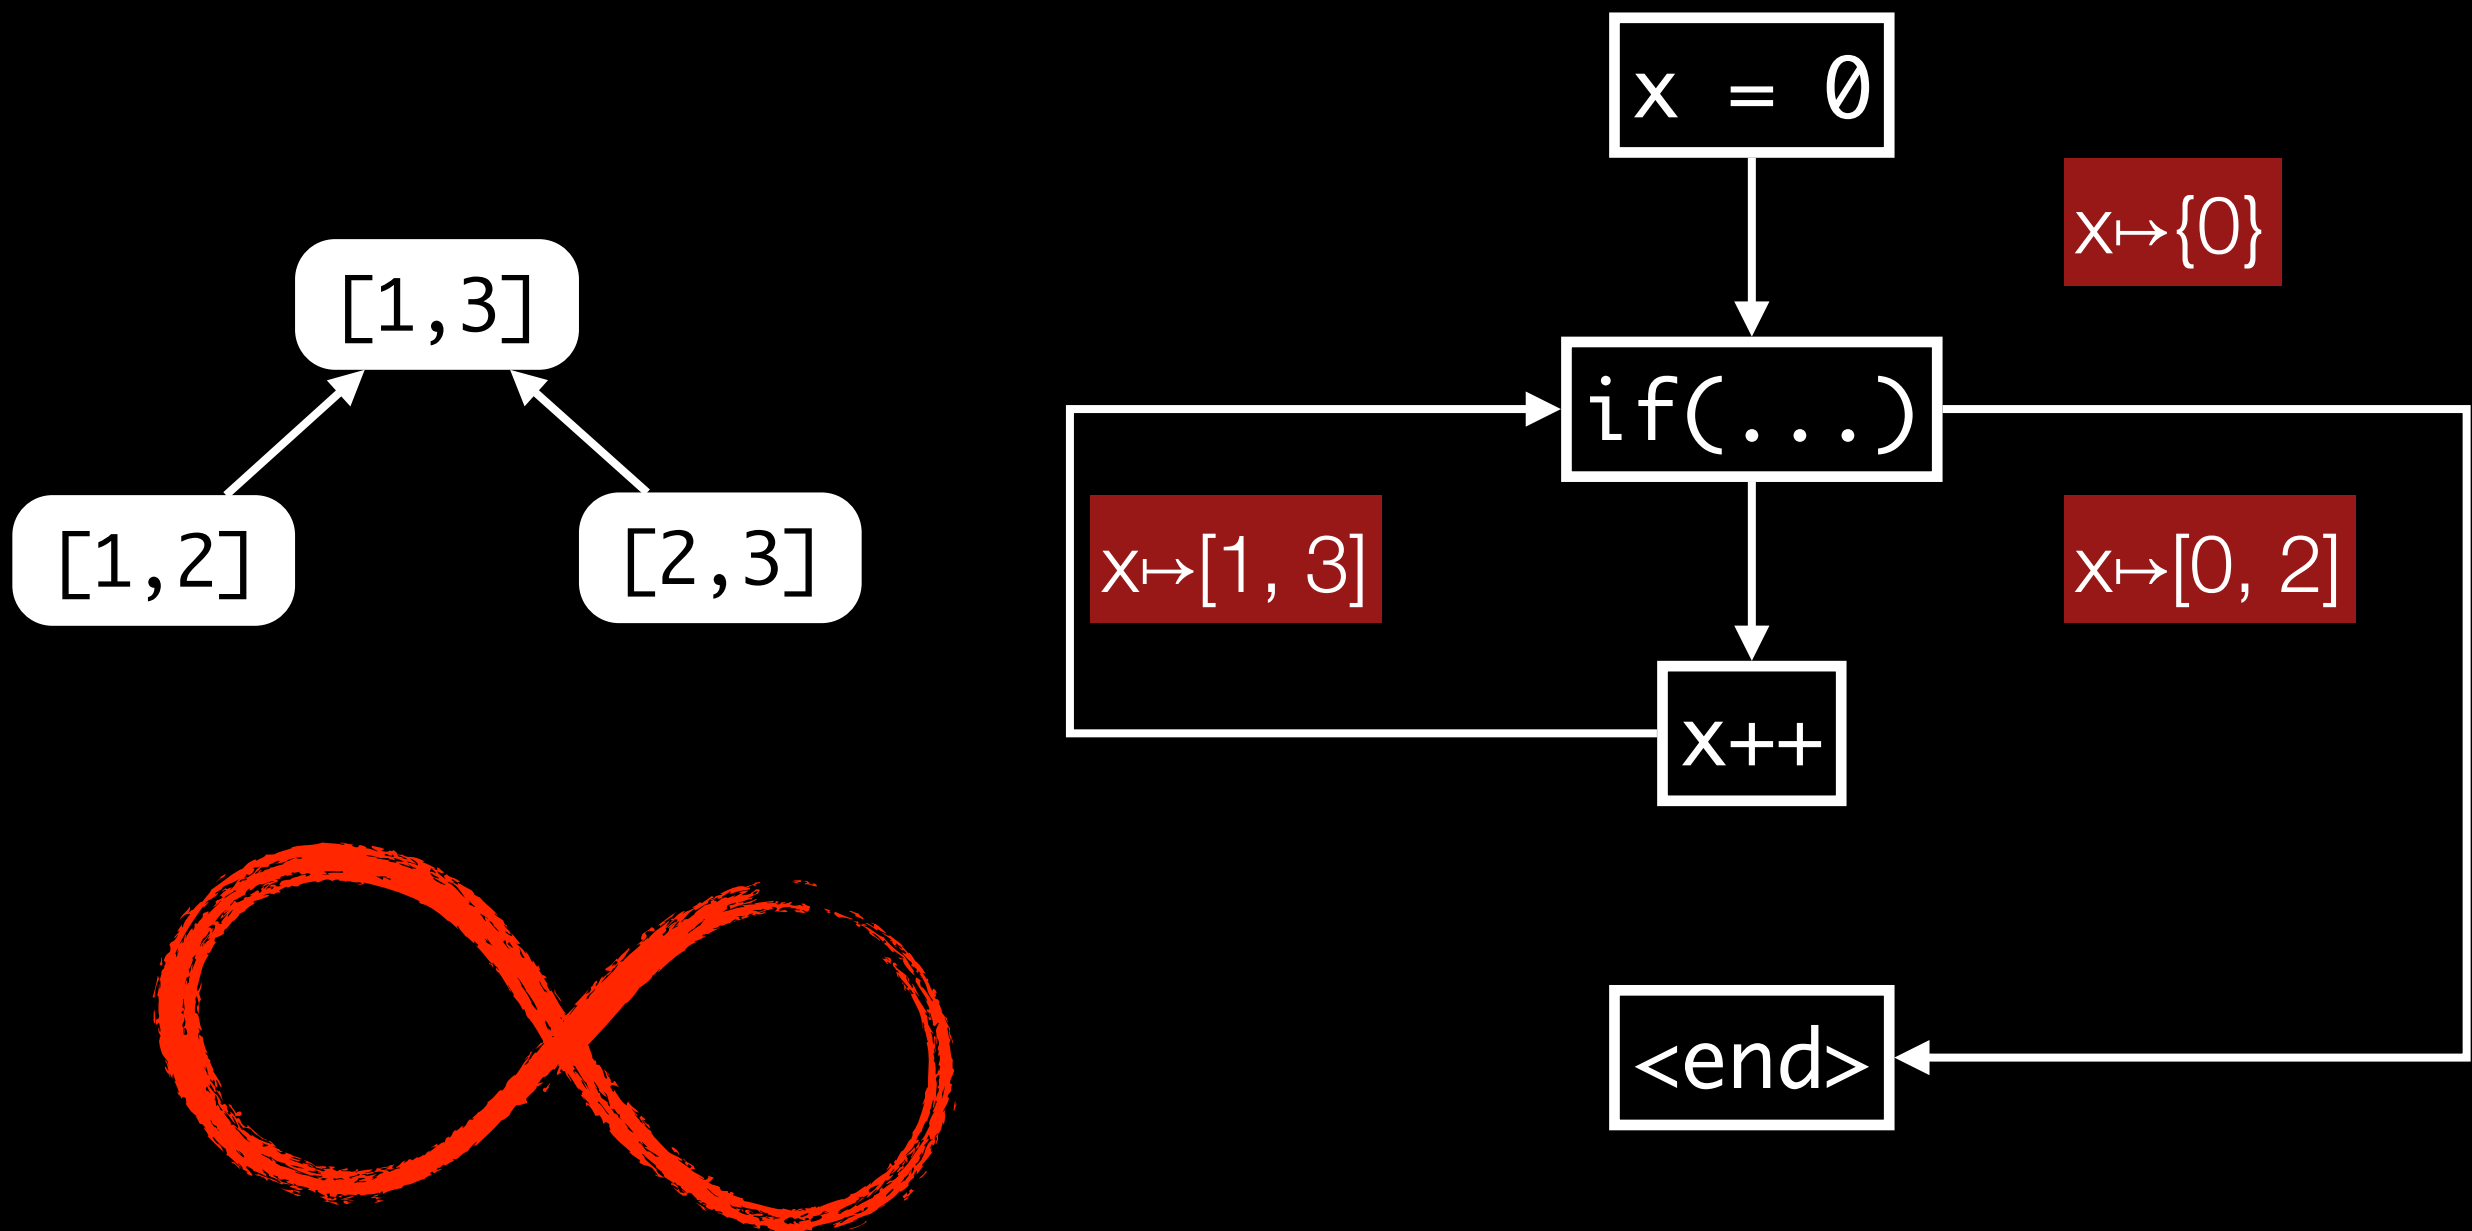 [1,3]
[1,2]
[2,3]
x = 0
x↦{0}
if(...)
x↦[1, 3]
x↦[0, 2]
x++
<end>